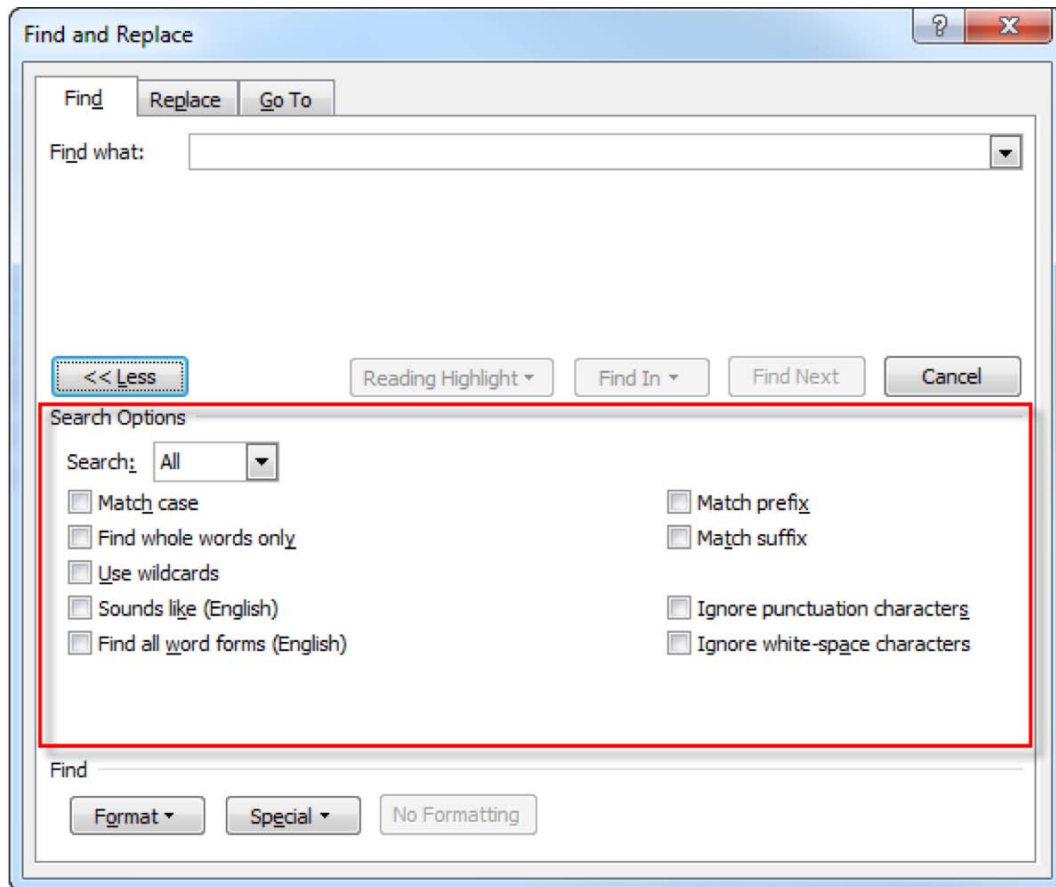 Find and Replace
Find Replace Go To
Find what:
<< Less Reading Highlight Find In Find Next Cancel
Search Options
Search: All
Match case Match prefix
Find whole words only Match suffix
Use wildcards
Sounds like (English) Ignore punctuation characters
Find all word forms (English) Ignore white-space characters
Find
Format Special No Formatting